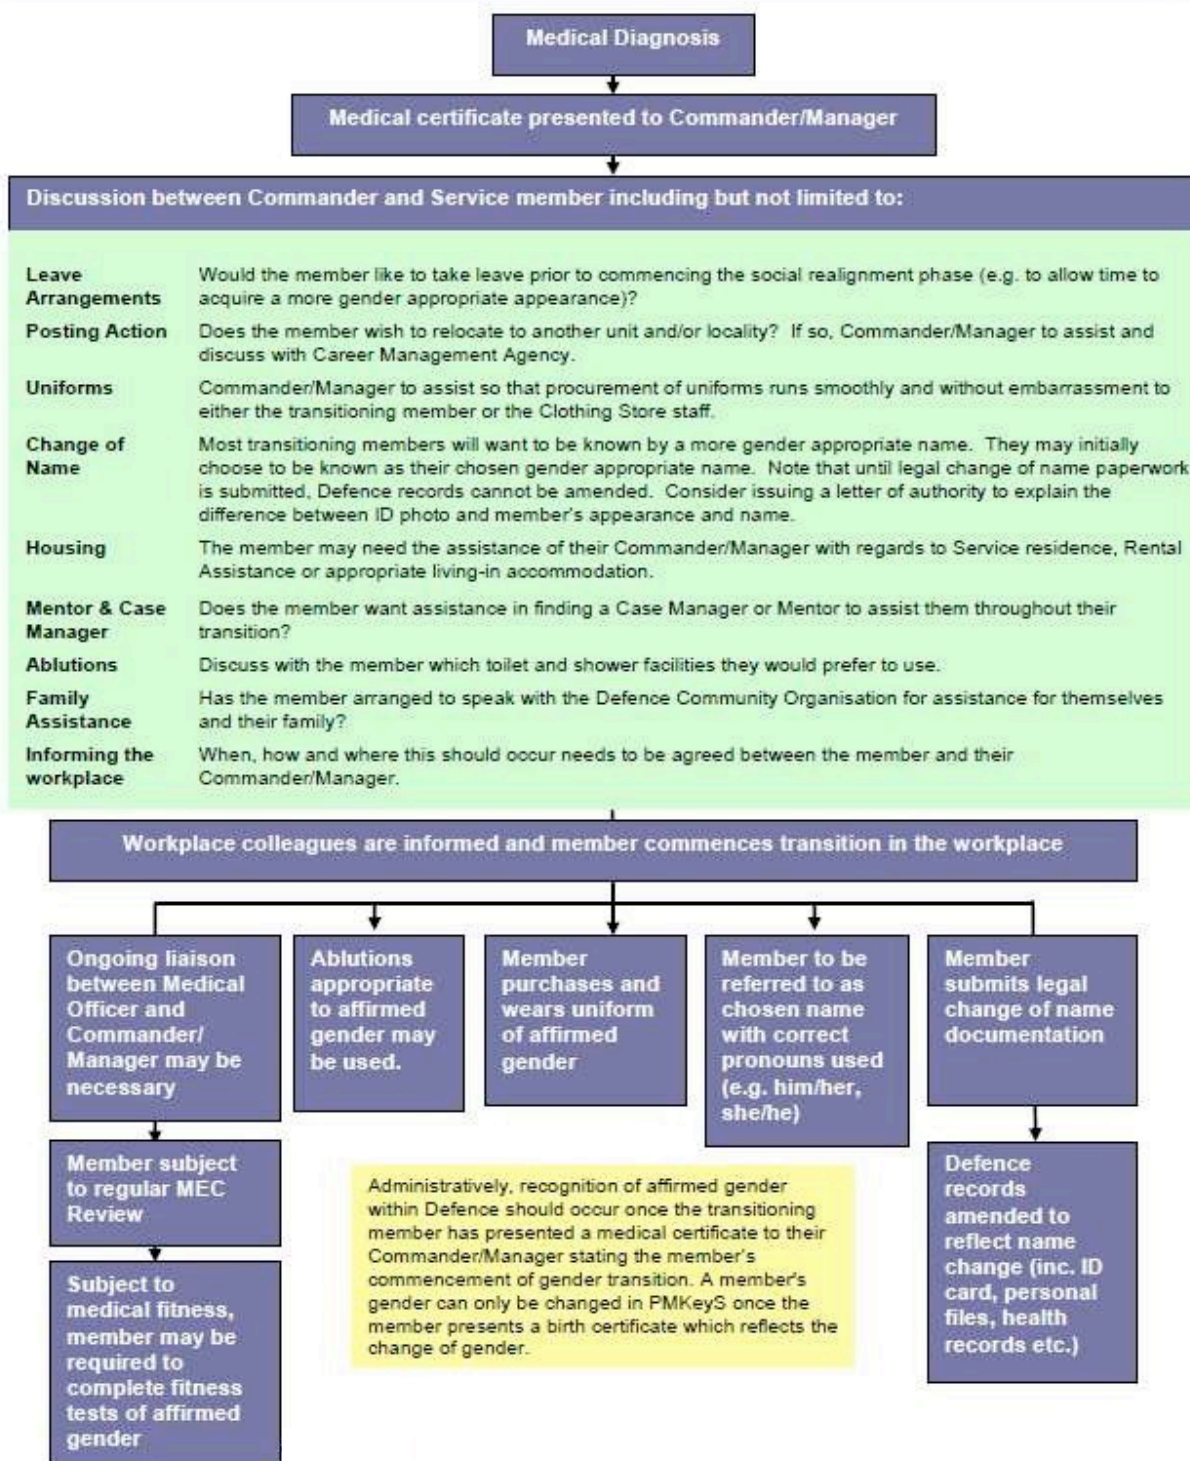 Medical Diagnosis
Medical certificate presented to Commander/Manager
Discussion between Commander and Service member including but not limited to:
Leave Arrangements
Would the member like to take leave prior to commencing the social realignment phase (e.g. to allow time to
acquire a more gender appropriate appearance)?
Posting Action
Does the member wish to relocate to another unit and/or locality?  If so, Commander/Manager to assist and
discuss with Career Management Agency.
Uniforms
Commander/Manager to assist so that procurement of uniforms runs smoothly and without embarrassment to
either the transitioning member or the Clothing Store staff.
Change of
Name
Most transitioning members will want to be known by a more gender appropriate name.  They may initially
choose to be known as their chosen gender appropriate name.  Note that until legal change of name paperwork
is submitted, Defence records cannot be amended.  Consider issuing a letter of authority to explain the
difference between ID photo and member's appearance and name.
Housing
The member may need the assistance of their Commander/Manager with regards to Service residence, Rental
Assistance or appropriate living-in accommodation.
Mentor & Case
Manager
Does the member want assistance in finding a Case Manager or Mentor to assist them throughout their
transition?
Ablutions
Discuss with the member which toilet and shower facilities they would prefer to use.
Family
Assistance
Has the member arranged to speak with the Defence Community Organisation for assistance for themselves
and their family?
Informing the
workplace
When, how and where this should occur needs to be agreed between the member and their
Commander/Manager.
Workplace colleagues are informed and member commences transition in the workplace
Ongoing liaison
between Medical
Officer and
Commander/
Manager may be
necessary
Ablutions
appropriate
to affirmed
gender may
be used.
Member
purchases and
wears uniform
of affirmed
gender
Member to be
referred to as
chosen name
with correct
pronouns used
(e.g. him/her,
she/he)
Member
submits legal
change of name
documentation
Member subject
to regular MEC
Review
Subject to
medical fitness,
member may be
required to
complete fitness
tests of affirmed
gender
Administratively, recognition of affirmed gender
within Defence should occur once the transitioning
member has presented a medical certificate to their
Commander/Manager stating the member's
commencement of gender transition. A member's
gender can only be changed in PMKeyS once the
member presents a birth certificate which reflects the
change of gender.
Defence
records
amended to
reflect name
change (inc. ID
card, personal
files, health
records etc.)